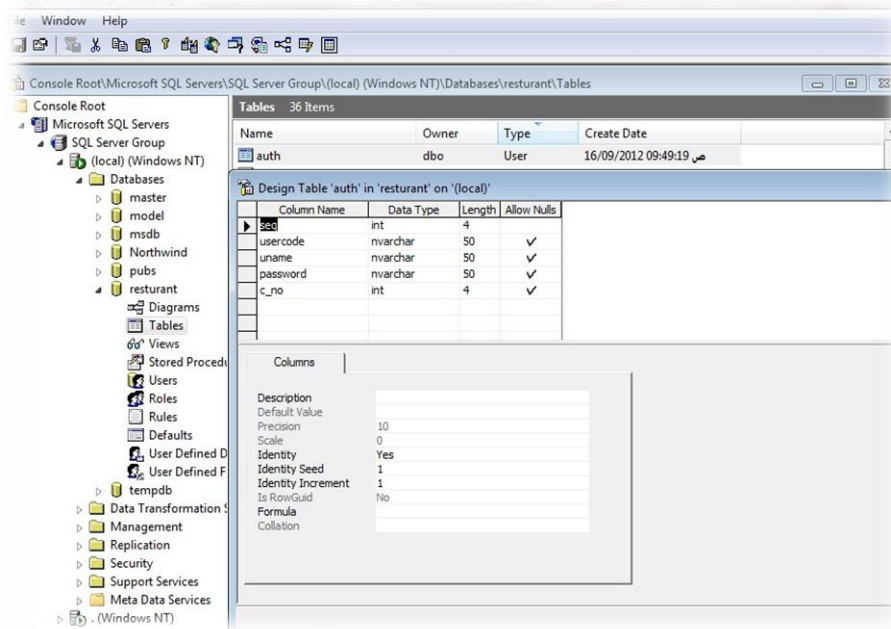 File Window Help
Console Root\Microsoft SQL Servers\SQL Server Group\(local) (Windows NT)\Databases\resturant\Tables
Console Root
Microsoft SQL Servers
SQL Server Group
(local) (Windows NT)
Databases
master
model
msdb
Northwind
pubs
resturant
Diagrams
Tables
Views
Stored Procedu
Users
Roles
Rules
Defaults
User Defined D
User Defined F
tempdb
Data Transformation S
Management
Replication
Security
Support Services
Meta Data Services
. (Windows NT)
Tables 36 Items
Name Owner Type Create Date
auth dbo User 16/09/2012 09:49:19 ص
Design Table 'auth' in 'resturant' on '(local)'
Column Name Data Type Length Allow Nulls
seq int 4
usercode nvarchar 50 ✓
uname nvarchar 50 ✓
password nvarchar 50 ✓
c_no int 4 ✓
Columns
Description
Default Value
Precision 10
Scale 0
Identity Yes
Identity Seed 1
Identity Increment 1
Is RowGuid No
Formula
Collation